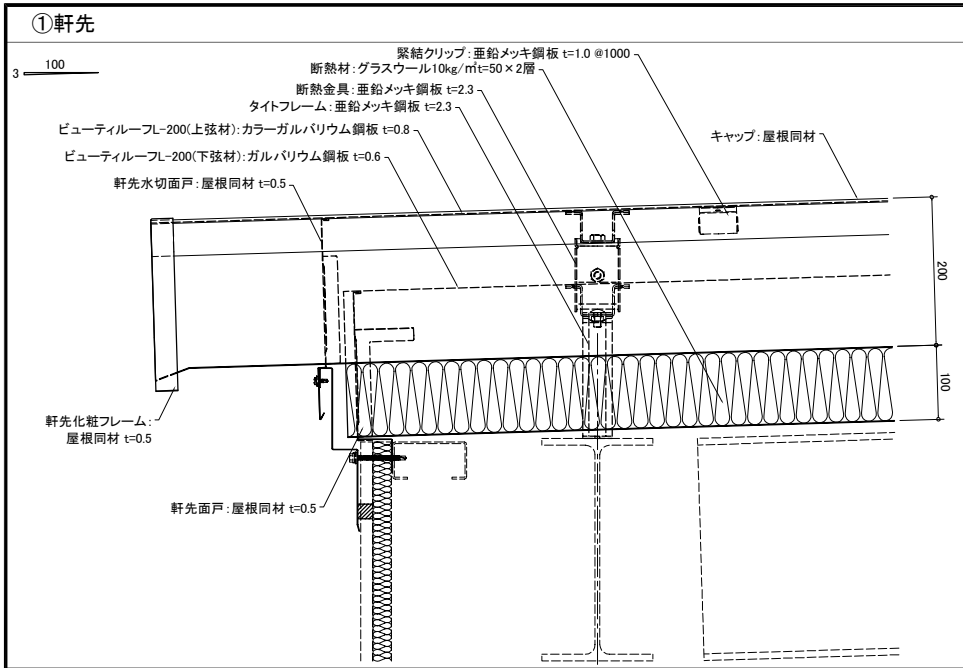 ①軒先
3
100
緊結クリップ：亜鉛メッキ鋼板 t=1.0 @1000
断熱材：グラスウール10kg/㎥t=50×2層
断熱金具：亜鉛メッキ鋼板 t=2.3
タイトフレーム：亜鉛メッキ鋼板 t=2.3
ビューティルーフL-200(上弦材)：カラーガルバリウム鋼板 t=0.8
キャップ：屋根同材
ビューティルーフL-200(下弦材)：ガルバリウム鋼板 t=0.6
軒先水切面戸：屋根同材 t=0.5
200
100
軒先化粧フレーム：
屋根同材 t=0.5
軒先面戸：屋根同材 t=0.5